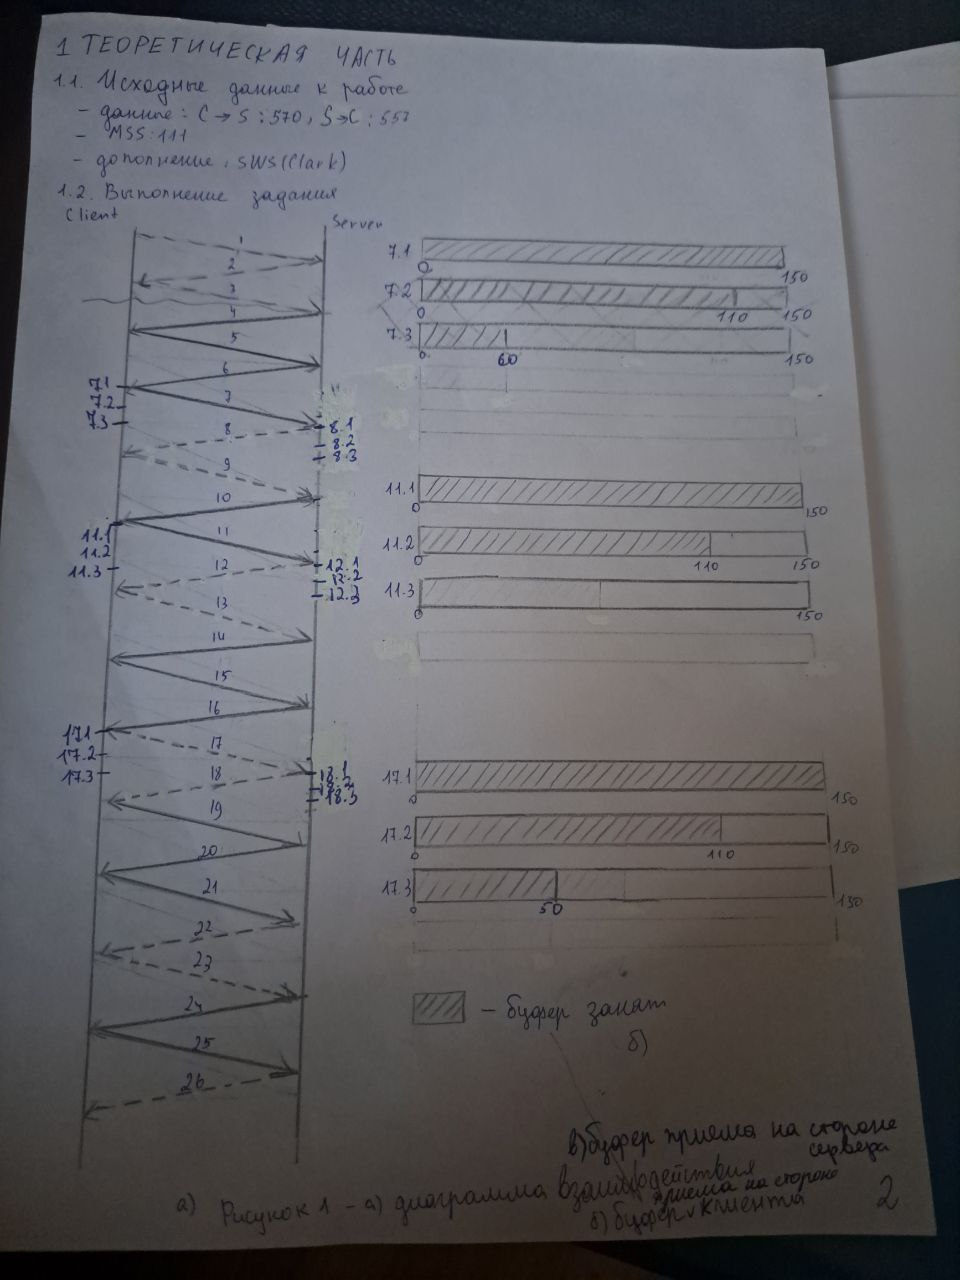 1 ТЕОРЕТИЧЕСКАЯ ЧАСТЬ
1.1. Исходные данные к работе
- данные: C → S : 570, S→C : 557
- MSS: 111
- дополнение: SWS (Clark)
1.2. Выполнение задания
Client
Server
1
2
3
4
5
6
7
8
9
10
11
12
13
14
15
16
17
18
19
20
21
22
23
24
25
26
7.1
7.2
7.3
11.1
11.2
11.3
17.1
17.2
17.3
8.1
8.2
8.3
12.1
12.2
12.3
18.1
18.2
18.3
7.1
0 150
7.2
0 110 150
7.3
0 60 150
11.1
0 150
11.2
0 110 150
11.3
0 150
17.1
0 150
17.2
0 110 150
17.3
0 50 130
- буфер занят
б)
в) буфер приема на стороне
сервера
а) Рисунок 1 - а) диаграмма взаимодействия
приема на стороне
б) буфер клиента
2